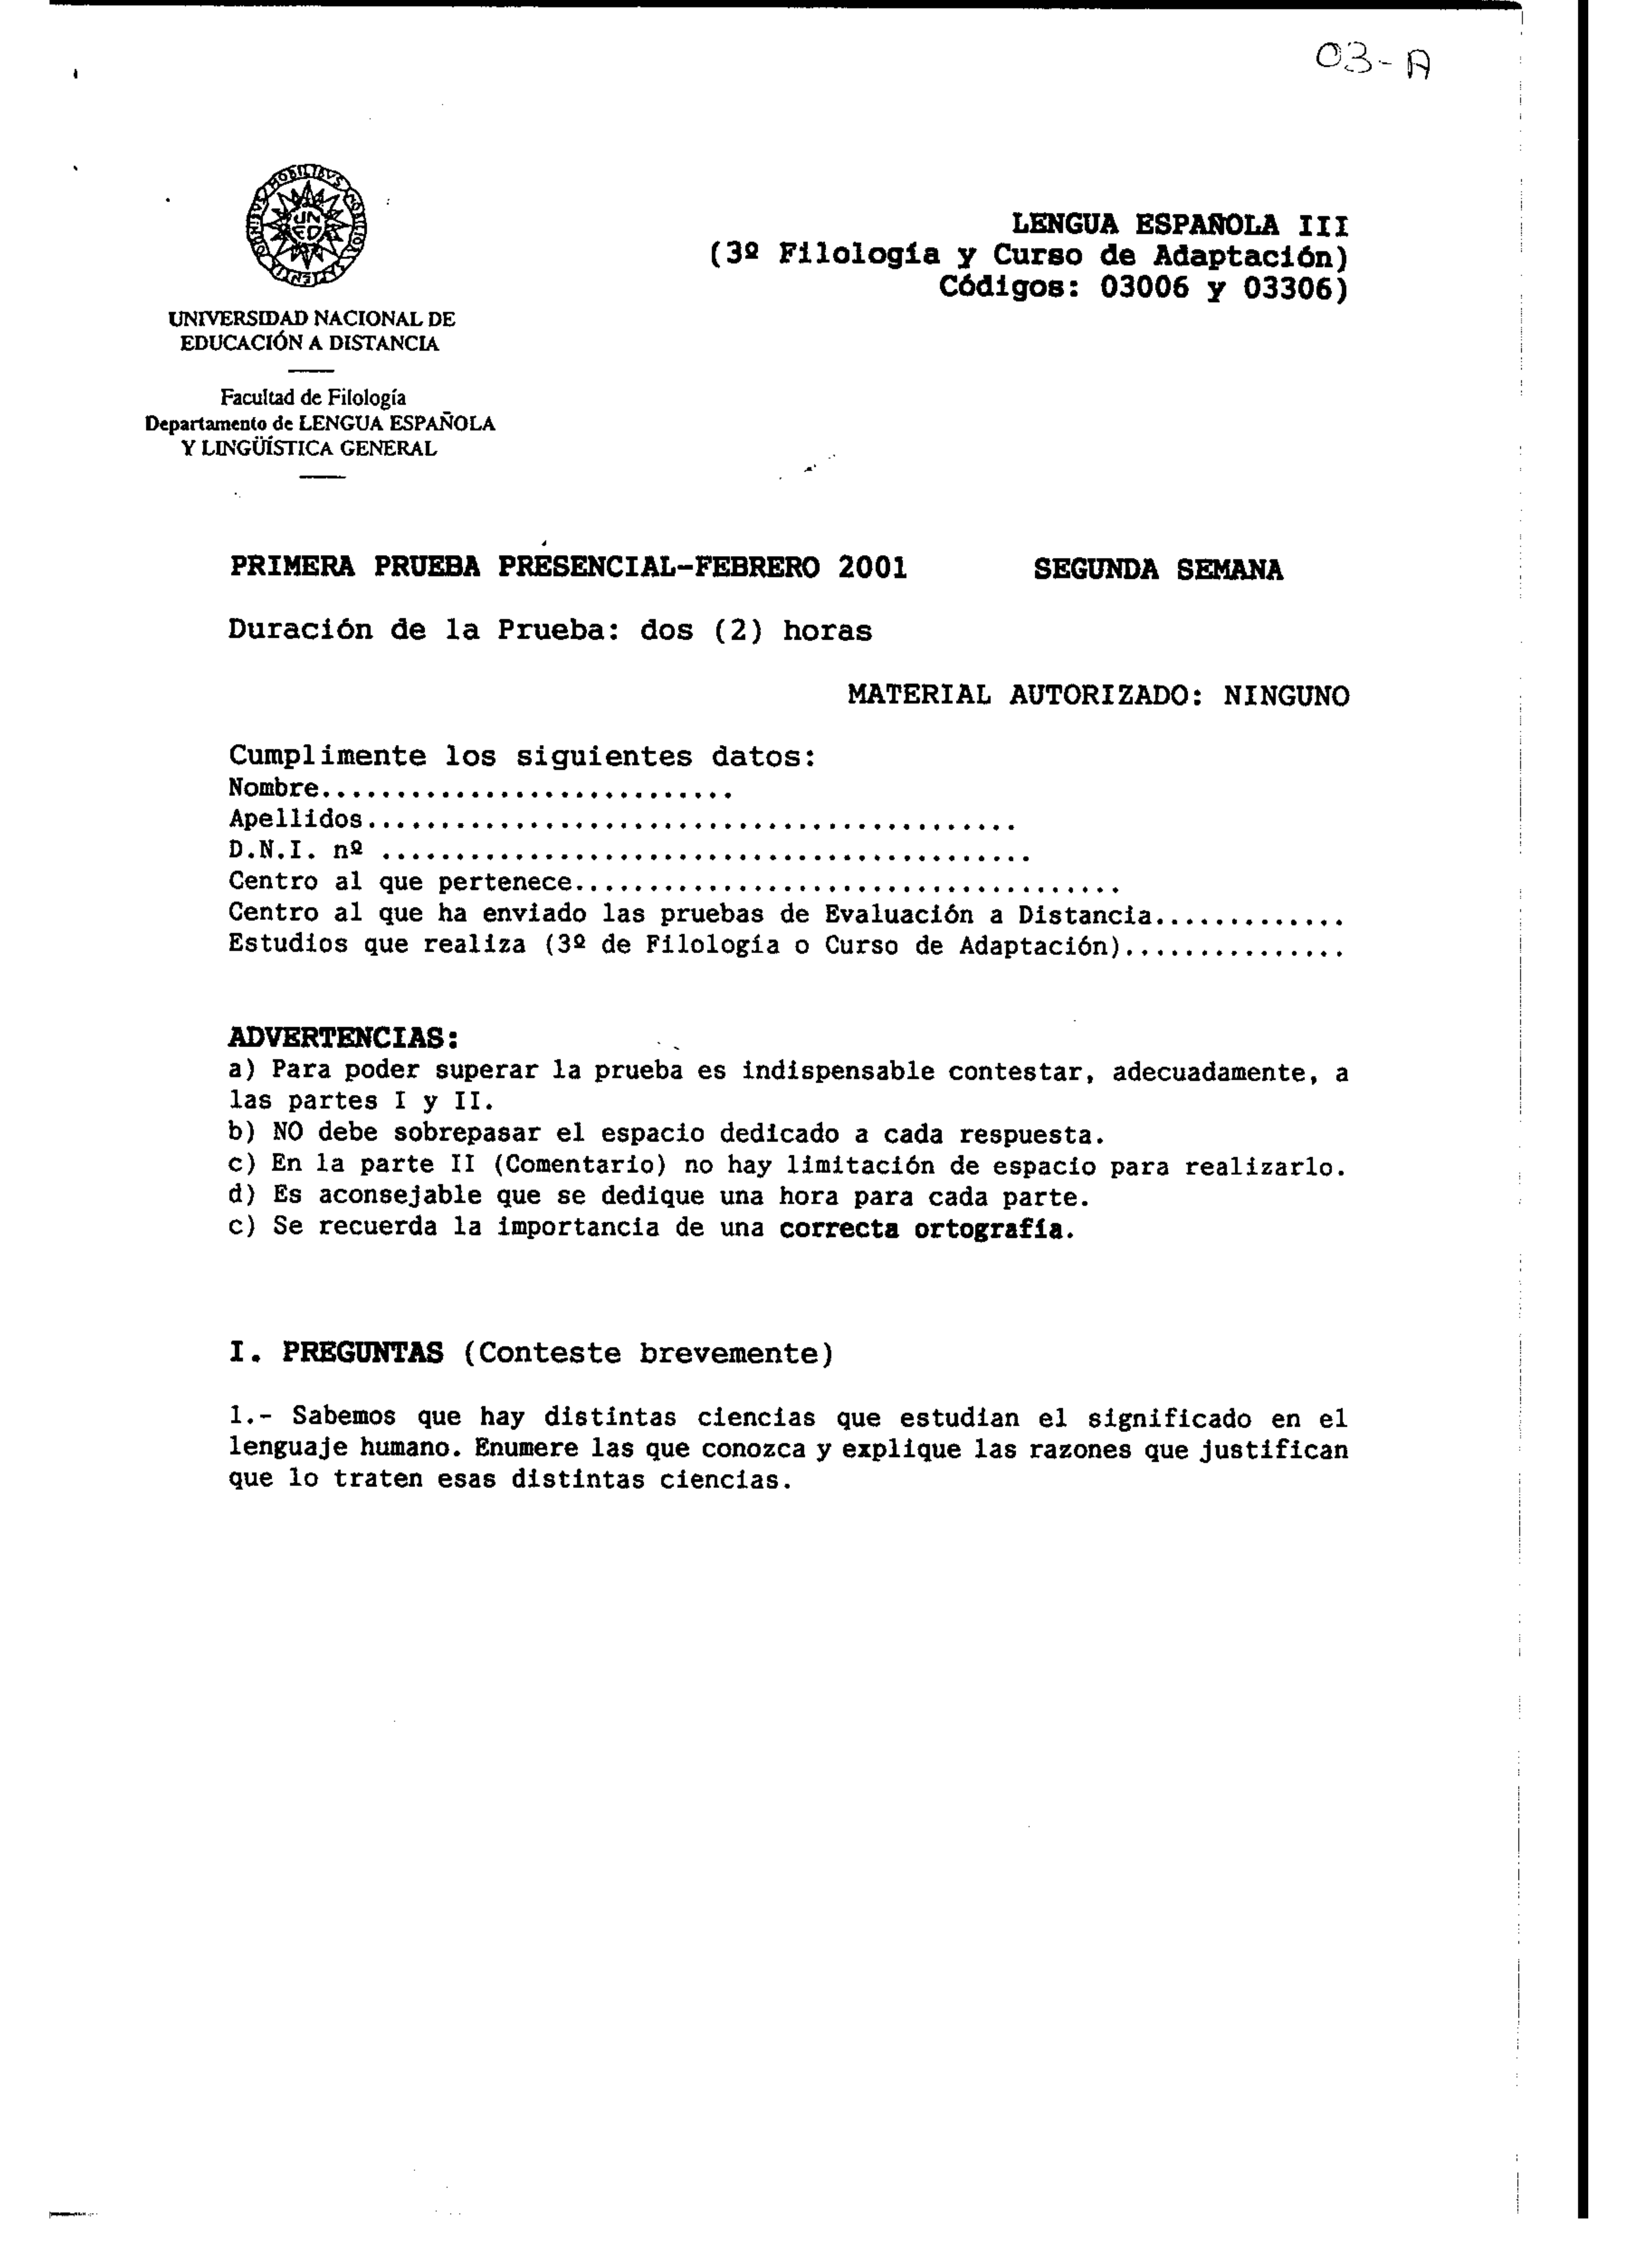 03-A
LENGUA ESPAÑOLA III
(3º Filología y Curso de Adaptación)
Códigos: 03006 y 03306)
UNIVERSIDAD NACIONAL DE
EDUCACIÓN A DISTANCIA
Facultad de Filología
Departamento de LENGUA ESPAÑOLA
Y LINGÜÍSTICA GENERAL
PRIMERA PRUEBA PRESENCIAL-FEBRERO 2001 SEGUNDA SEMANA
Duración de la Prueba: dos (2) horas
MATERIAL AUTORIZADO: NINGUNO
Cumplimente los siguientes datos:
Nombre............................
Apellidos............................................
D.N.I. nº ............................................
Centro al que pertenece.....................................
Centro al que ha enviado las pruebas de Evaluación a Distancia.............
Estudios que realiza (3º de Filología o Curso de Adaptación)...............
ADVERTENCIAS:
a) Para poder superar la prueba es indispensable contestar, adecuadamente, a
las partes I y II.
b) NO debe sobrepasar el espacio dedicado a cada respuesta.
c) En la parte II (Comentario) no hay limitación de espacio para realizarlo.
d) Es aconsejable que se dedique una hora para cada parte.
c) Se recuerda la importancia de una correcta ortografía.
I. PREGUNTAS (Conteste brevemente)
1.- Sabemos que hay distintas ciencias que estudian el significado en el
lenguaje humano. Enumere las que conozca y explique las razones que justifican
que lo traten esas distintas ciencias.